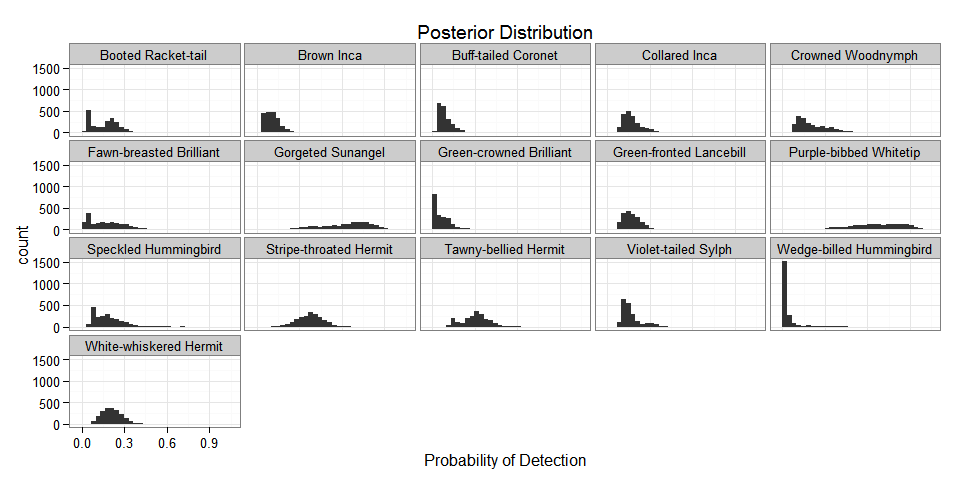 Posterior Distribution
Booted Racket-tail
Brown Inca
Buff-tailed Coronet
Collared Inca
Crowned Woodnymph
1500
1000
500
0
Fawn-breasted Brilliant
Gorgeted Sunangel
Green-crowned Brilliant
Green-fronted Lancebill
Purple-bibbed Whitetip
1500
1000
500
0
count
Speckled Hummingbird
Stripe-throated Hermit
Tawny-bellied Hermit
Violet-tailed Sylph
Wedge-billed Hummingbird
1500
1000
500
0
White-whiskered Hermit
1500
1000
500
0
0.0 0.3 0.6 0.9
Probability of Detection